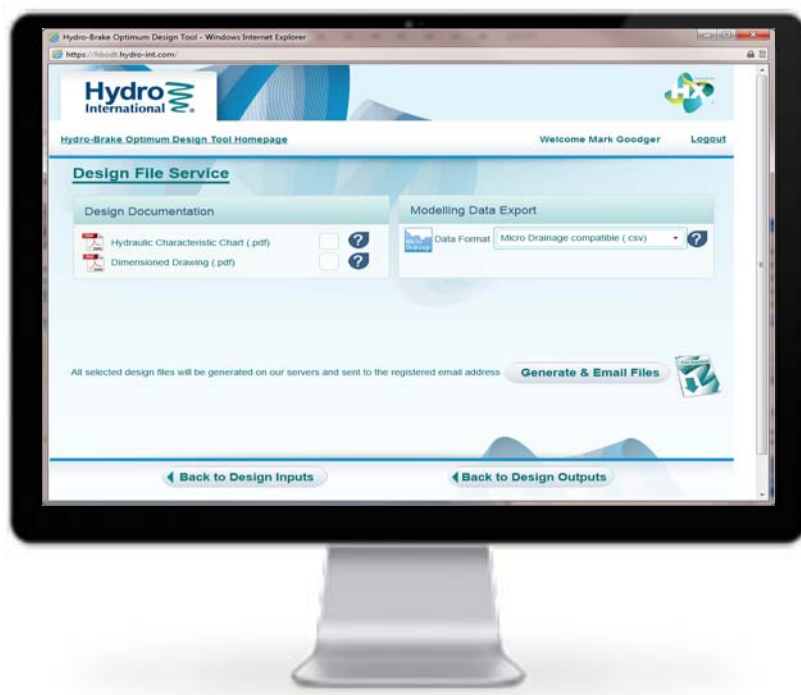 Hydro-Brake Optimum Design Tool - Windows Internet Explorer
https://hbodt.hydro-int.com/
Hydro
International
HX
Hydro-Brake Optimum Design Tool Homepage
Welcome Mark Goodger
Logout
Design File Service
Design Documentation
Hydraulic Characteristic Chart (.pdf) ?
Dimensioned Drawing (.pdf) ?
Modelling Data Export
Micro Drainage Data Format Micro Drainage compatible (.csv) ?
All selected design files will be generated on our servers and sent to the registered email address Generate & Email Files
Back to Design Inputs
Back to Design Outputs